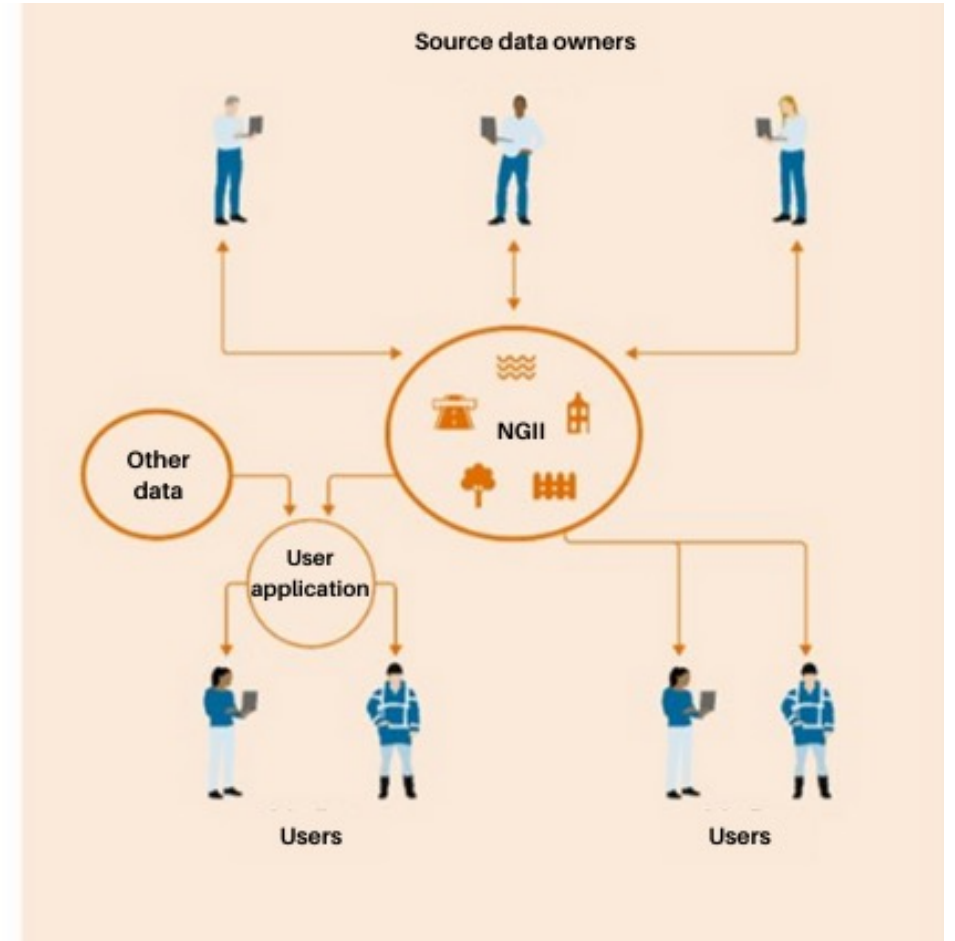 Source data owners
NGII
Other
data
User
application
Users
Users